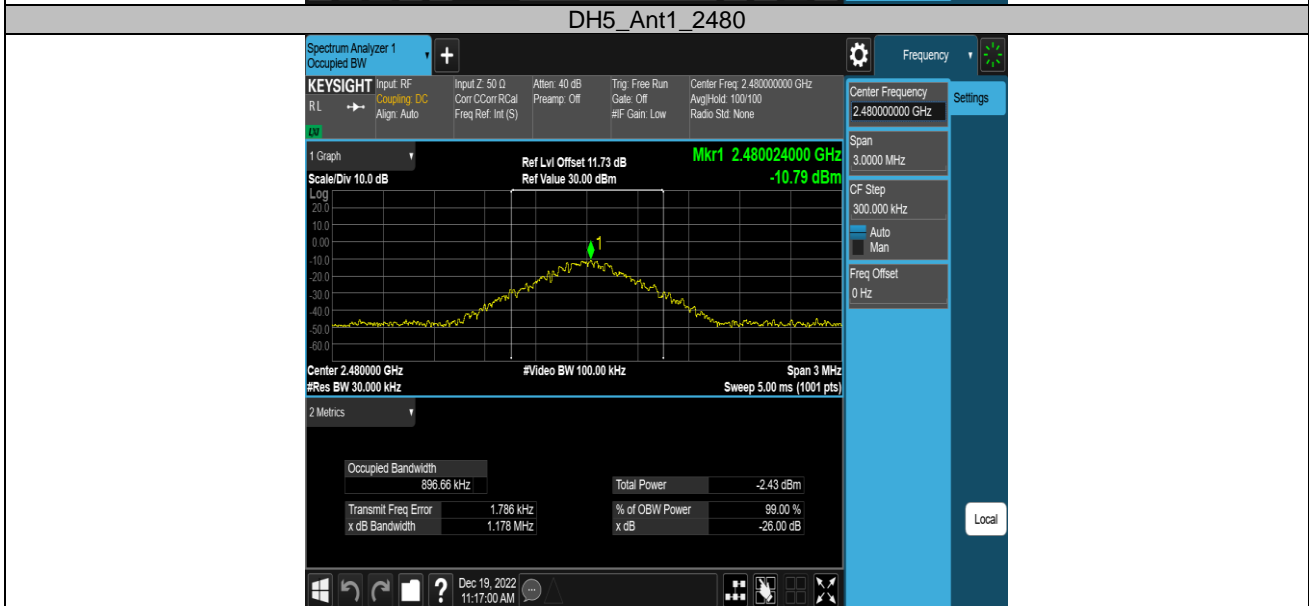 DH5_Ant1_2480
Spectrum Analyzer 1
Occupied BW
+
Frequency
KEYSIGHT
RL
LXI
Input: RF
Coupling: DC
Align: Auto
Input Z: 50 Ω
Corr CCorr RCal
Freq Ref: Int (S)
Atten: 40 dB
Preamp: Off
Trig: Free Run
Gate: Off
#IF Gain: Low
Center Freq: 2.480000000 GHz
Avg|Hold: 100/100
Radio Std: None
Center Frequency
2.480000000 GHz
Settings
Span
3.0000 MHz
CF Step
300.000 kHz
Auto
Man
Freq Offset
0 Hz
Local
1 Graph
Scale/Div 10.0 dB
Ref Lvl Offset 11.73 dB
Ref Value 30.00 dBm
Mkr1 2.480024000 GHz
-10.79 dBm
Log
20.0
10.0
0.00
-10.0
-20.0
-30.0
-40.0
-50.0
-60.0
1
Center 2.480000 GHz
#Video BW 100.00 kHz
Span 3 MHz
#Res BW 30.000 kHz
Sweep 5.00 ms (1001 pts)
2 Metrics
Occupied Bandwidth
896.66 kHz
Total Power -2.43 dBm
Transmit Freq Error 1.786 kHz
% of OBW Power 99.00 %
x dB Bandwidth 1.178 MHz
x dB -26.00 dB
?
Dec 19, 2022
11:17:00 AM